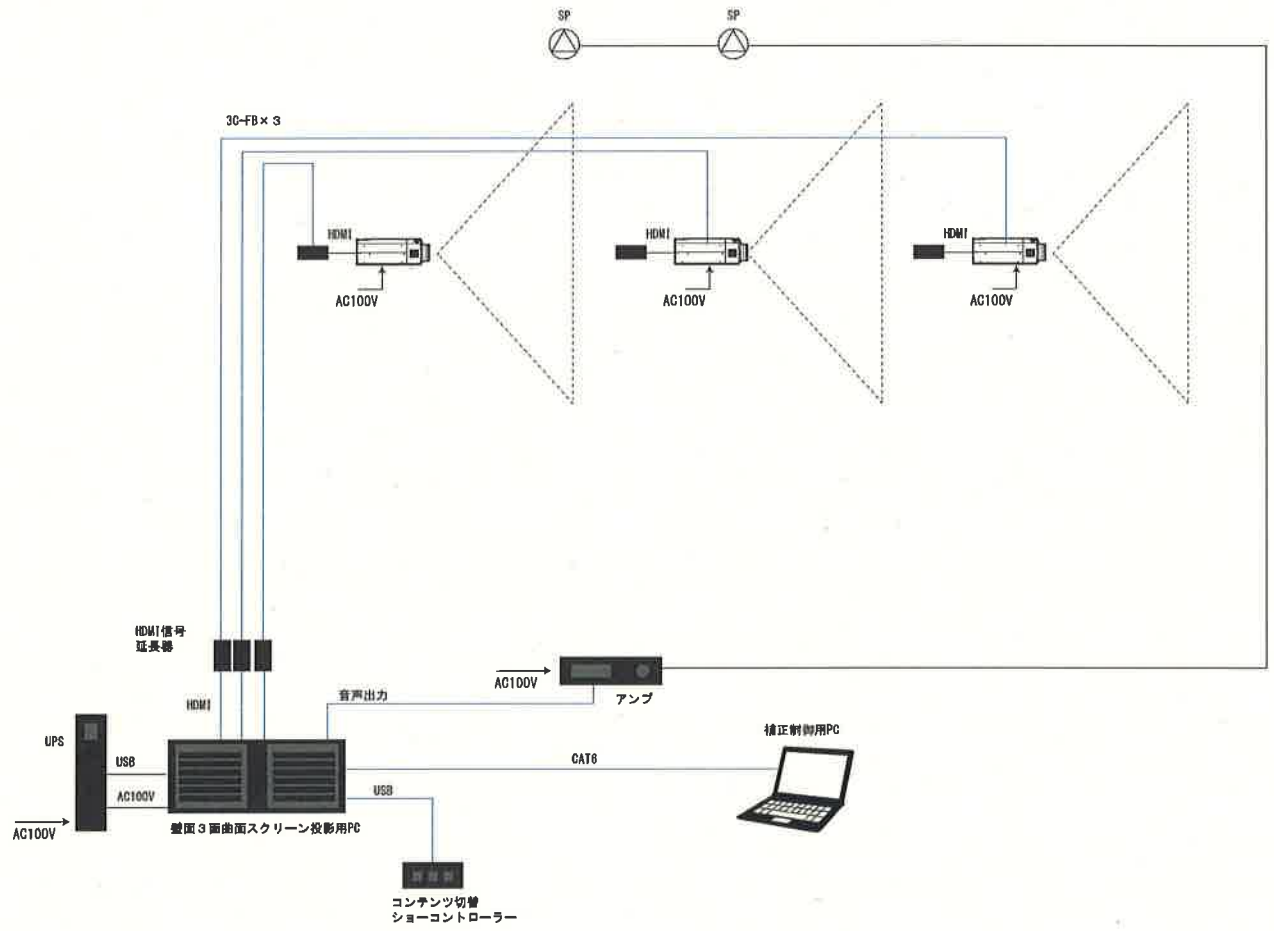 SP
SP
3C-FB×3
HDMI
HDMI
HDMI
AC100V
AC100V
AC100V
HDMI信号
延長器
AC100V
アンプ
音声出力
HDMI
補正制御用PC
UPS
USB
CAT6
AC100V
USB
AC100V
壁面3面曲面スクリーン投影用PC
コンテンツ切替
ショーコントローラー